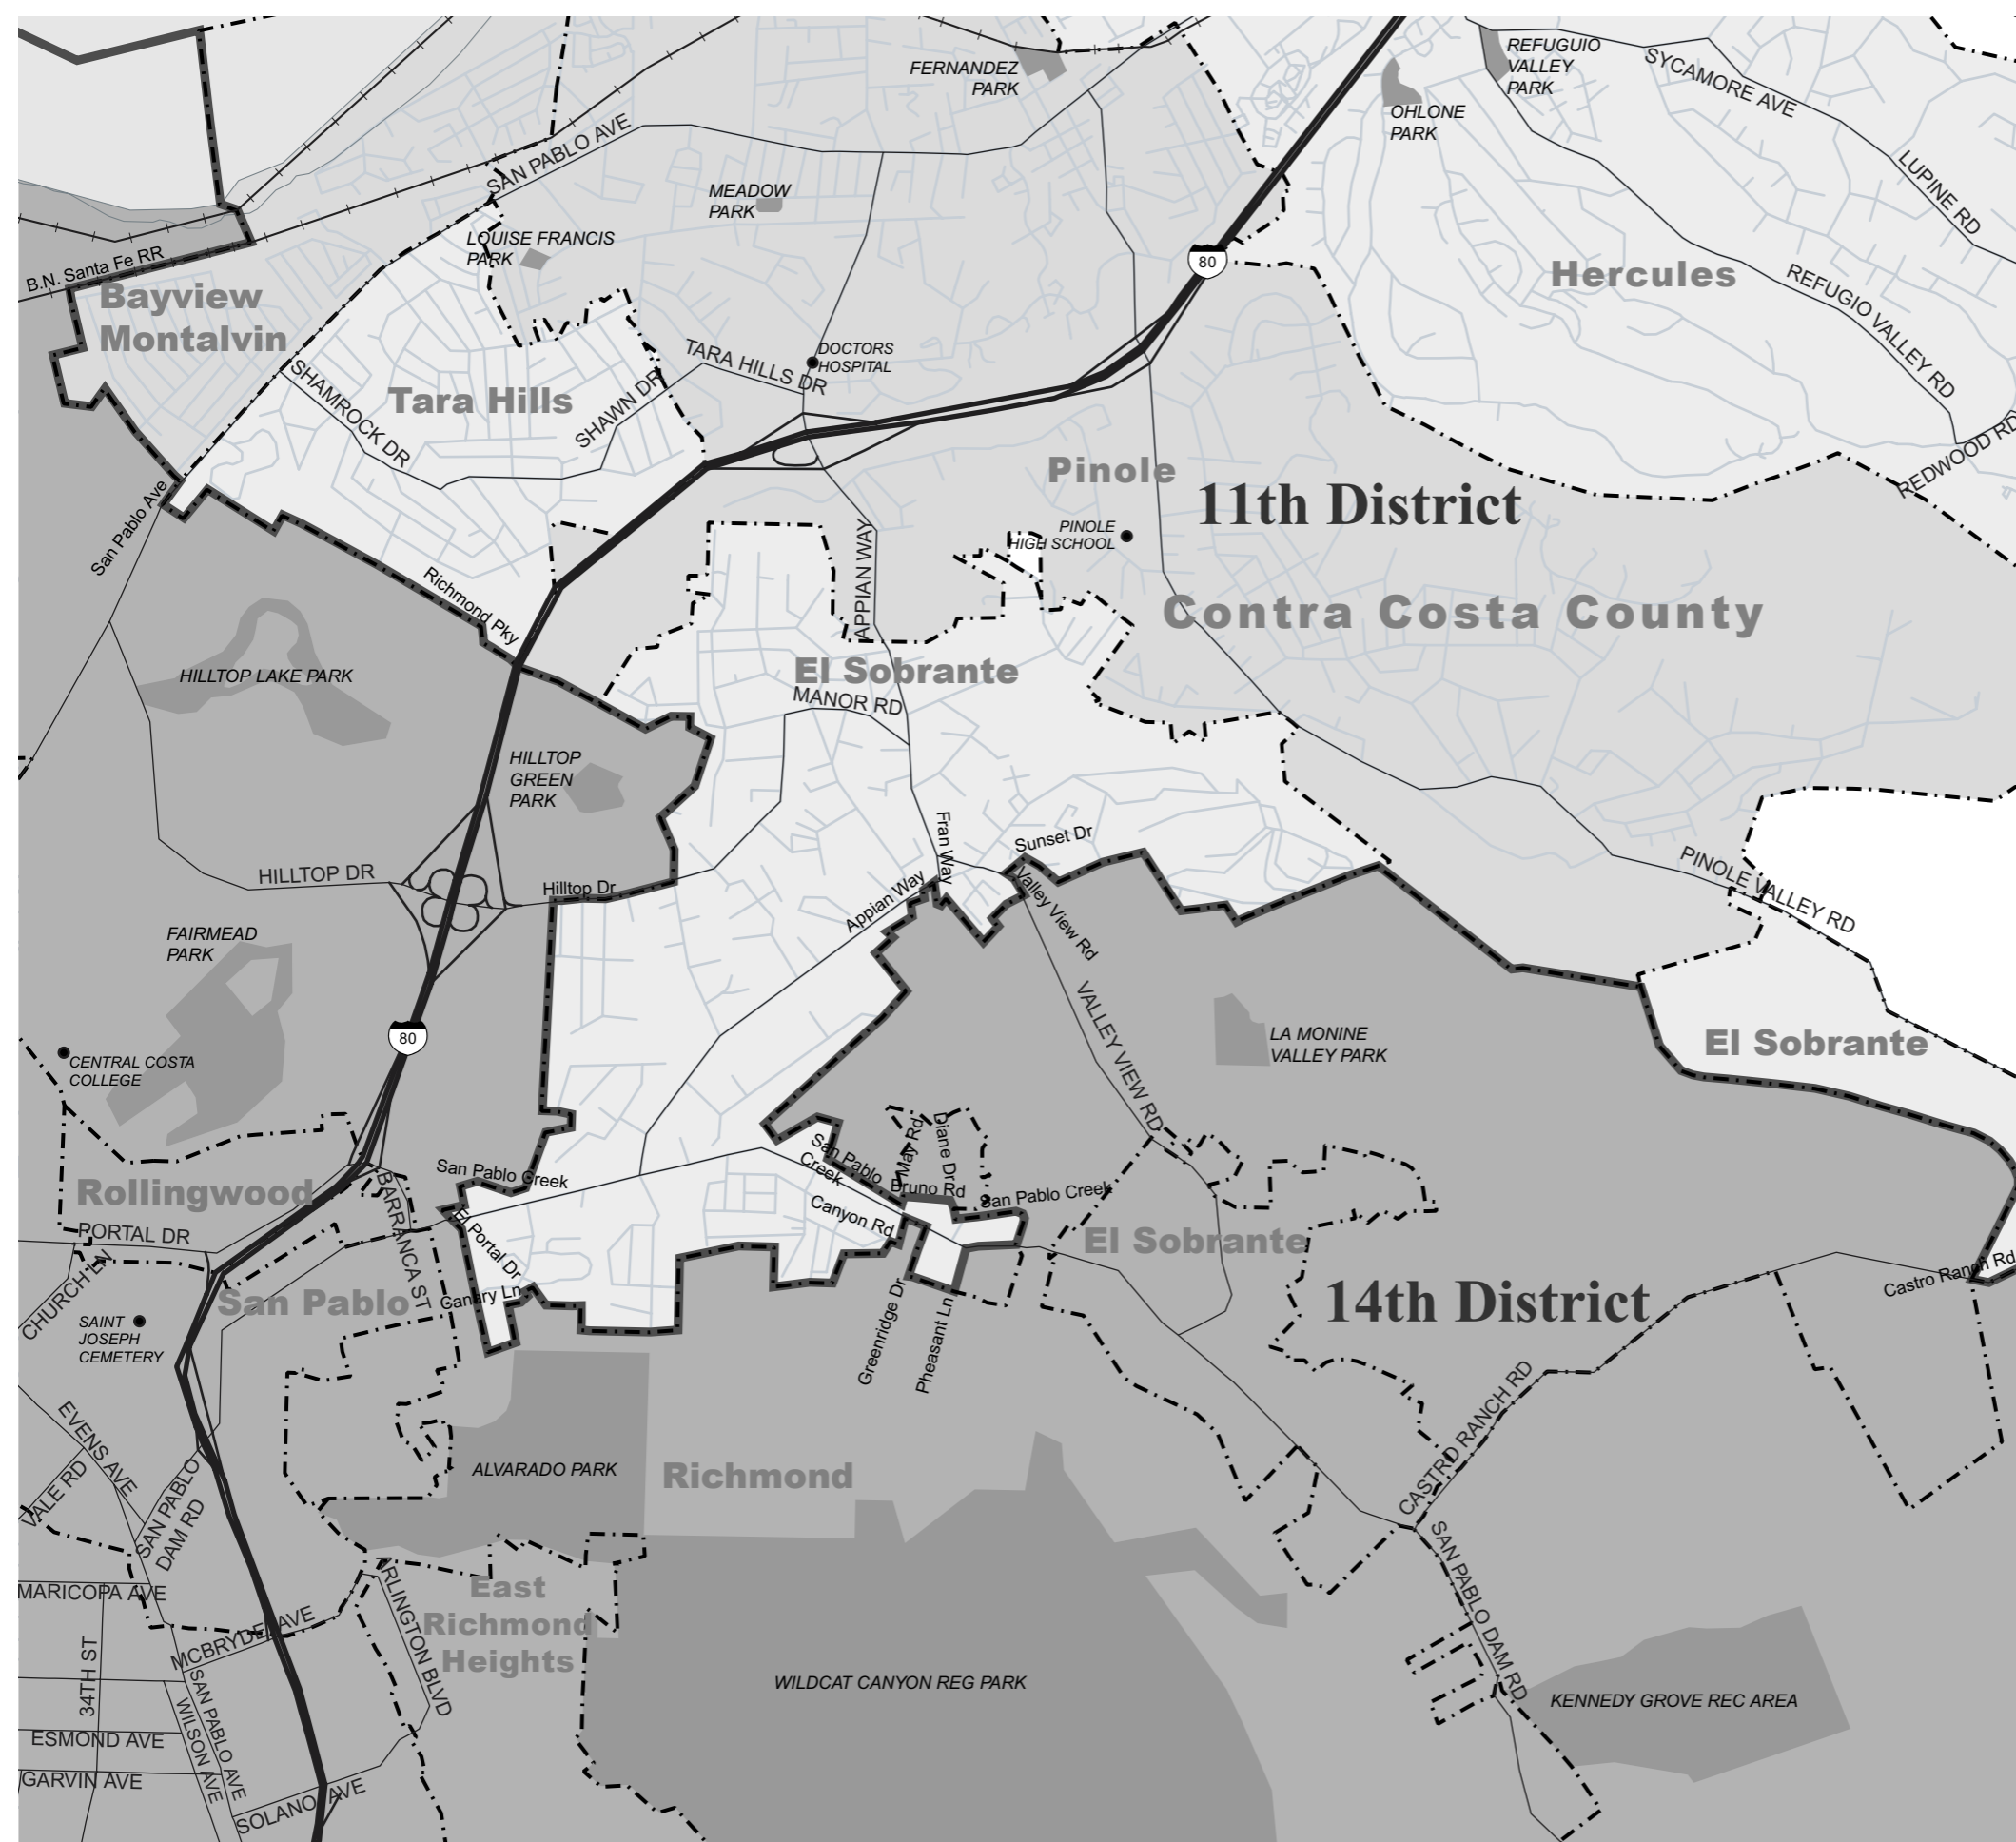 FERNANDEZ
PARK
REFUGUIO
VALLEY
PARK
SYCAMORE AVE
OHLONE
PARK
SAN PABLO AVE
LUPINE RD
MEADOW
PARK
LOUISE FRANCIS
PARK
B.N. Santa Fe RR
80
Hercules
REFUGIO VALLEY RD
Bayview
Montalvin
TARA HILLS DR
DOCTORS
HOSPITAL
SHAMROCK DR
Tara Hills
SHAWN DR
REDWOOD RD
Pinole
11th District
San Pablo Ave
PINOLE
HIGH SCHOOL
APPIAN WAY
Richmond Pky
Contra Costa County
HILLTOP LAKE PARK
El Sobrante
MANOR RD
HILLTOP
GREEN
PARK
Fran Way
Sunset Dr
HILLTOP DR
Hilltop Dr
Appian Way
Valley View Rd
PINOLE VALLEY RD
FAIRMEAD
PARK
VALLEY VIEW RD
80
LA MONINE
VALLEY PARK
El Sobrante
CENTRAL COSTA
COLLEGE
San Pablo
Creek
May Rd
Diane Dr
San Pablo Creek
Bruno Rd
San Pablo Creek
Rollingwood
BARRANCA ST
El Portal Dr
Canyon Rd
PORTAL DR
El Sobrante
CHURCH LN
San Pablo
Canary Ln
14th District
Castro Ranch Rd
SAINT
JOSEPH
CEMETERY
Greenridge Dr
Pheasant Ln
EVENS AVE
CASTRO RANCH RD
VALE RD
SAN PABLO
DAM RD
ALVARADO PARK
Richmond
SAN PABLO DAM RD
MARICOPA AVE
ARLINGTON BLVD
East
Richmond
Heights
MCBRYDE AVE
34TH ST
SAN PABLO AVE
WILSON AVE
WILDCAT CANYON REG PARK
KENNEDY GROVE REC AREA
ESMOND AVE
GARVIN AVE
SOLANO AVE